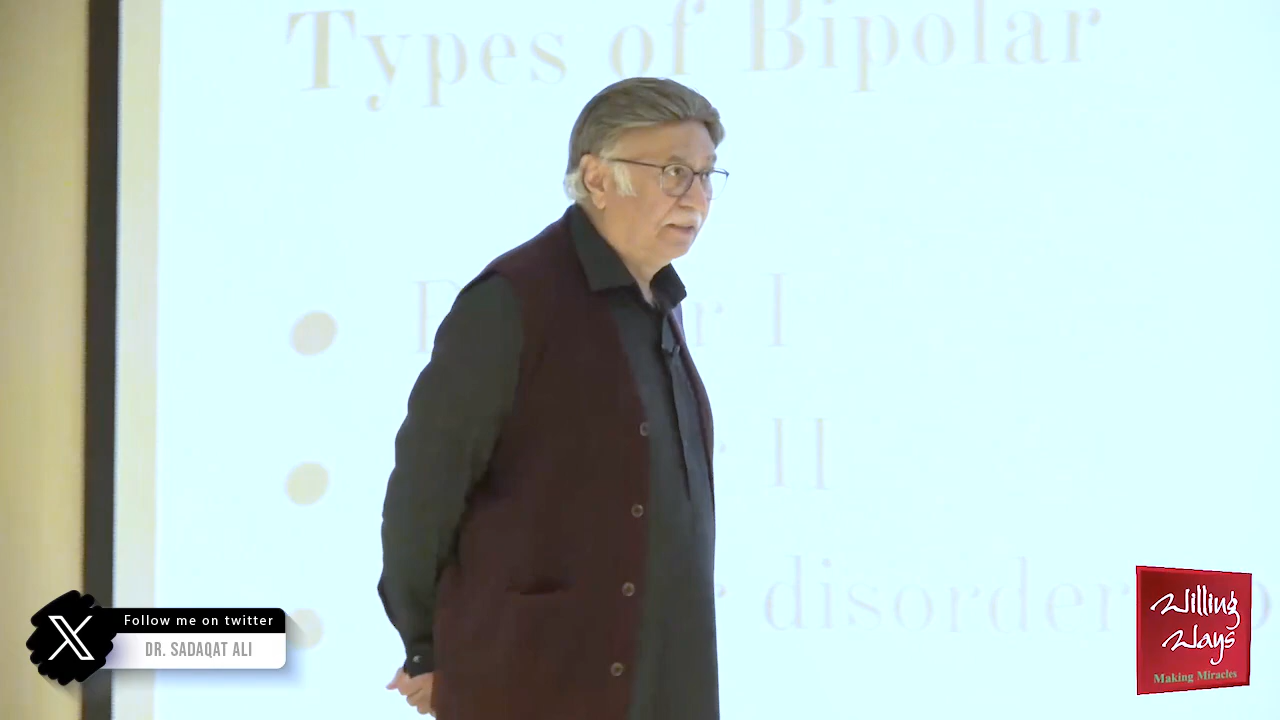 Types of Bipolar
I
II
disorder
Follow me on twitter
DR. SADAQAT ALI
Willing
Ways
Making Miracles